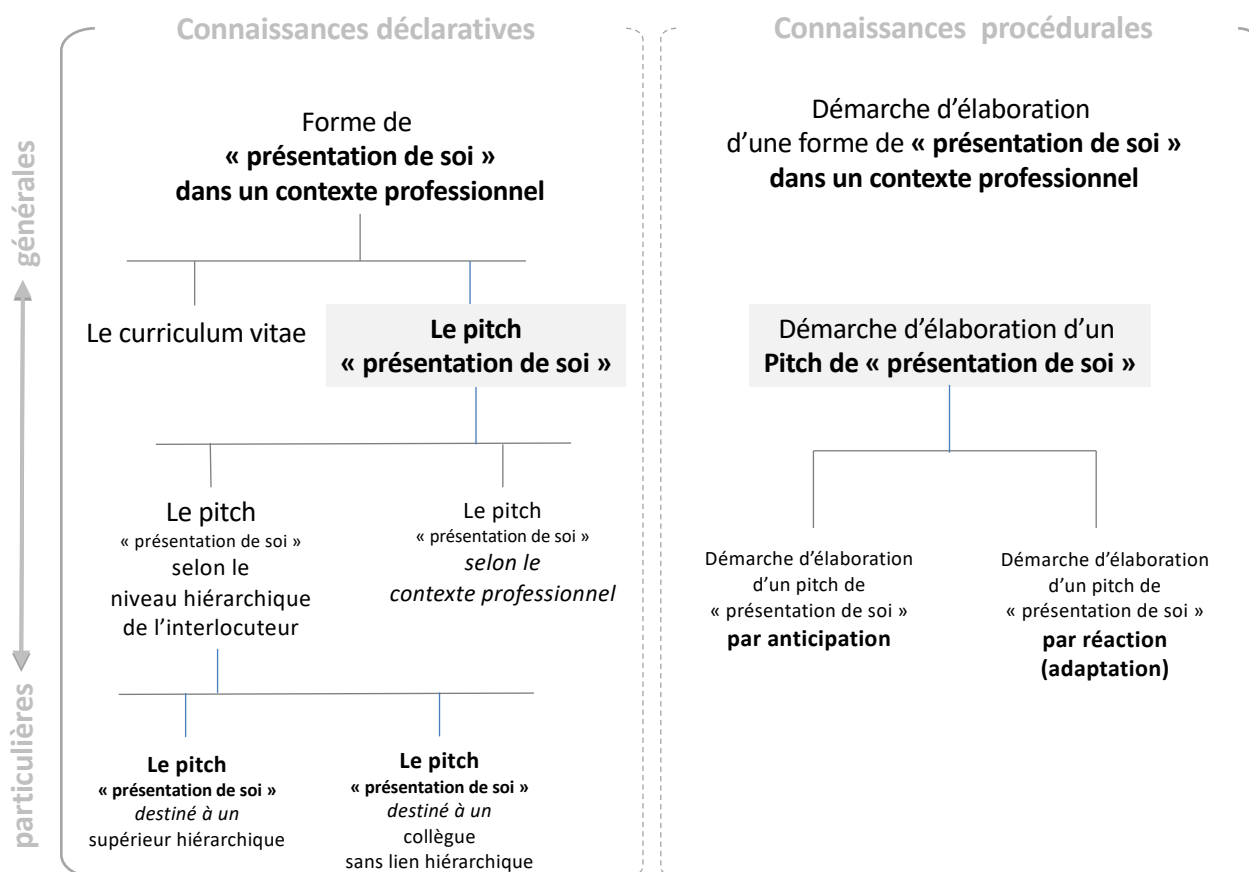 Connaissances déclaratives
Connaissances procédurales
générales
particulières
Forme de
« présentation de soi »
dans un contexte professionnel
Le curriculum vitae
Le pitch
« présentation de soi »
Le pitch
« présentation de soi »
selon le
niveau hiérarchique
de l’interlocuteur
Le pitch
« présentation de soi »
selon le
contexte professionnel
Le pitch
« présentation de soi »
destiné à un
supérieur hiérarchique
Le pitch
« présentation de soi »
destiné à un
collègue
sans lien hiérarchique
Démarche d’élaboration
d’une forme de « présentation de soi »
dans un contexte professionnel
Démarche d’élaboration d’un
Pitch de « présentation de soi »
Démarche d’élaboration
d’un pitch de
« présentation de soi »
par anticipation
Démarche d’élaboration
d’un pitch de
« présentation de soi »
par réaction
(adaptation)